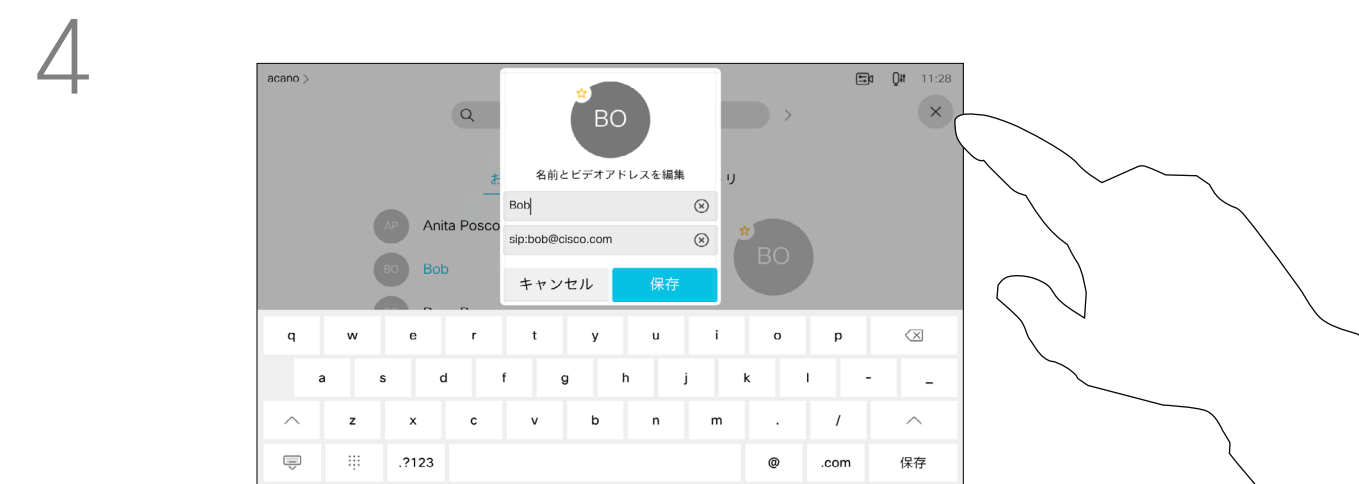 4
acano >
11:28
BO
名前とビデオアドレスを編集
お
リ
Bob
AP Anita Posco
sip:bob@cisco.com
BO
BO Bob
キャンセル 保存
q w e r t y u i o p
a s d f g h j k l - _
z x c v b n m . /
.?123 @ .com 保存